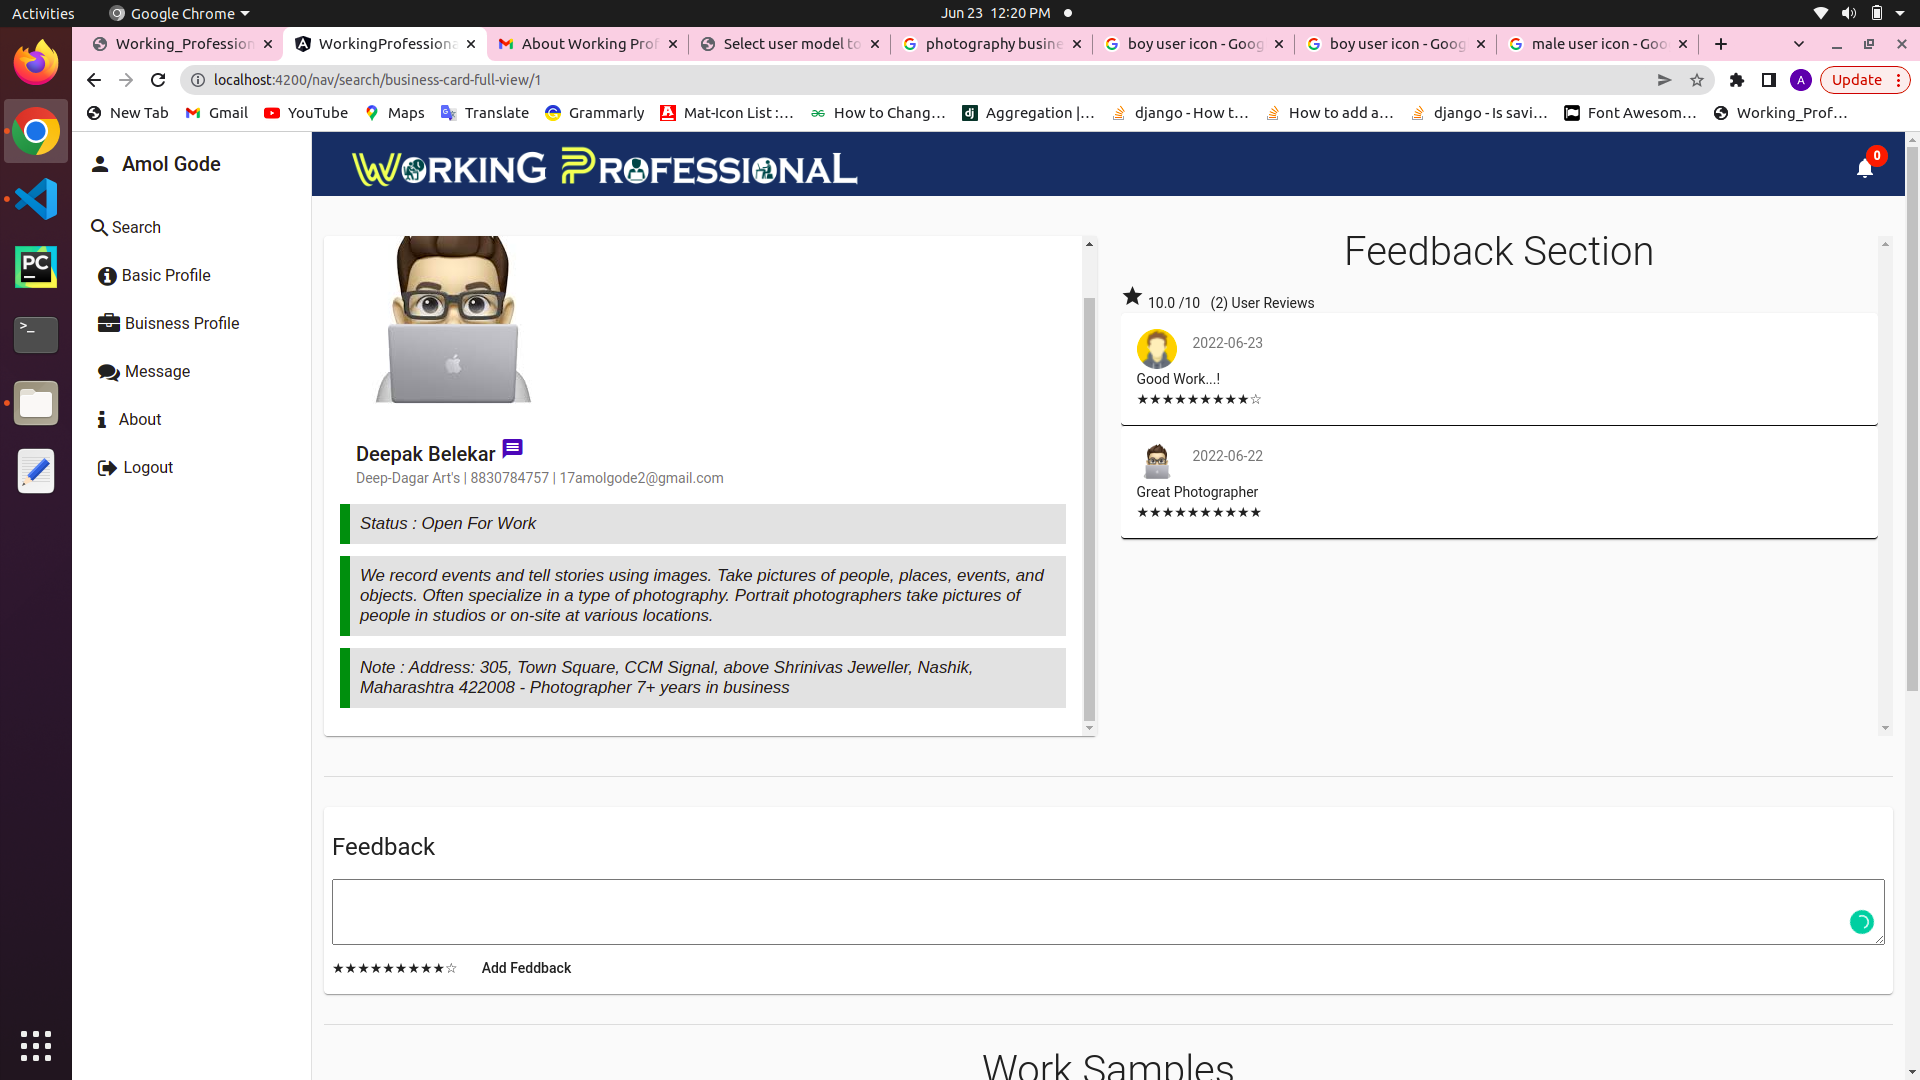 Activities
Google Chrome
Jun 23 12:20 PM
Working_Profession
WorkingProfessiona
About Working Prof
Select user model to
photography busine
boy user icon - Goog
boy user icon - Goog
male user icon - Goo
localhost:4200/nav/search/business-card-full-view/1
A
Update
New Tab
Gmail
YouTube
Maps
Translate
Grammarly
Mat-Icon List :...
How to Chang...
Aggregation |...
django - How t...
How to add a...
django - Is savi...
Font Awesom...
Working_Prof...
Amol Gode
Working Professional
0
Search
Basic Profile
Buisness Profile
Message
About
Logout
Deepak Belekar
Deep-Dagar Art's | 8830784757 | 17amolgode2@gmail.com
Status : Open For Work
We record events and tell stories using images. Take pictures of people, places, events, and
objects. Often specialize in a type of photography. Portrait photographers take pictures of
people in studios or on-site at various locations.
Note : Address: 305, Town Square, CCM Signal, above Shrinivas Jeweller, Nashik,
Maharashtra 422008 - Photographer 7+ years in business
Feedback Section
★ 10.0 /10 (2) User Reviews
2022-06-23
Good Work...!
★★★★★★★★★☆
2022-06-22
Great Photographer
★★★★★★★★★★
Feedback
★★★★★★★★★☆ Add Feddback
Work Samples
PC
>_
dj